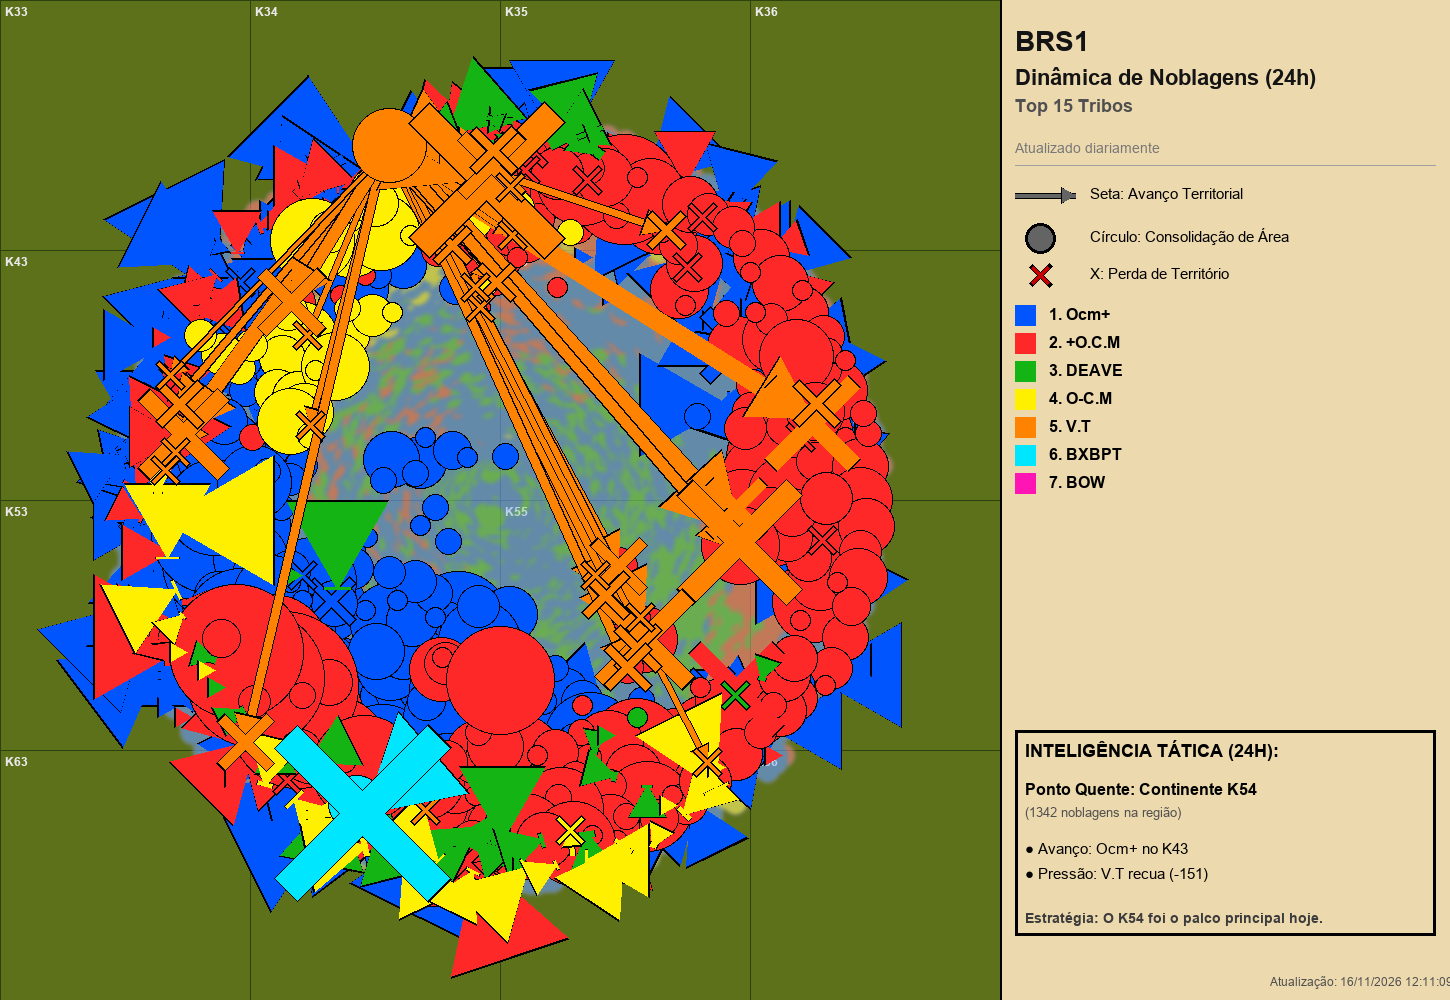 K33
K34
K35
K36
K43
K53
K55
K63
BRS1
Dinâmica de Noblagens (24h)
Top 15 Tribos
Atualizado diariamente
Seta: Avanço Territorial
Círculo: Consolidação de Área
X: Perda de Território
1. Ocm+
2. +O.C.M
3. DEAVE
4. O-C.M
5. V.T
6. BXBPT
7. BOW
INTELIGÊNCIA TÁTICA (24H):
Ponto Quente: Continente K54
(1342 noblagens na região)
● Avanço: Ocm+ no K43
● Pressão: V.T recua (-151)
Estratégia: O K54 foi o palco principal hoje.
Atualização: 16/11/2026 12:11:09